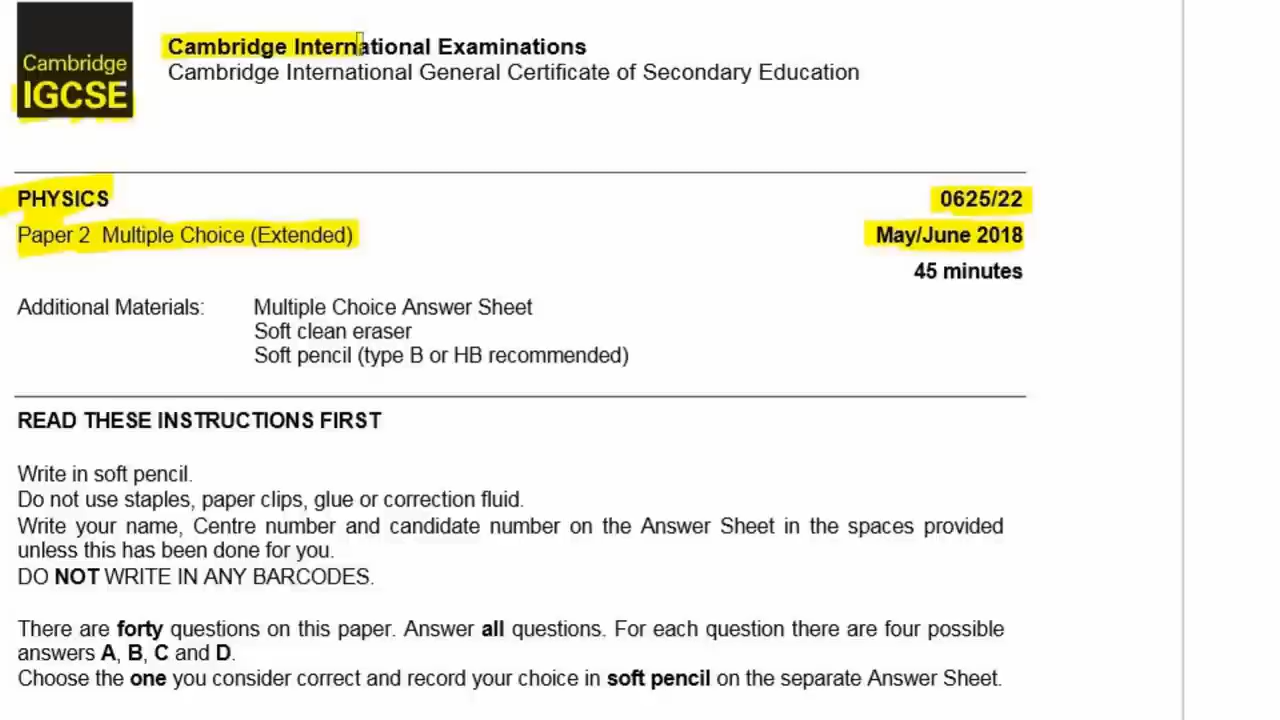 Cambridge
IGCSE
Cambridge International Examinations
Cambridge International General Certificate of Secondary Education
PHYSICS
0625/22
Paper 2 Multiple Choice (Extended)
May/June 2018
45 minutes
Additional Materials: Multiple Choice Answer Sheet
Soft clean eraser
Soft pencil (type B or HB recommended)
READ THESE INSTRUCTIONS FIRST
Write in soft pencil.
Do not use staples, paper clips, glue or correction fluid.
Write your name, Centre number and candidate number on the Answer Sheet in the spaces provided
unless this has been done for you.
DO NOT WRITE IN ANY BARCODES.
There are forty questions on this paper. Answer all questions. For each question there are four possible
answers A, B, C and D.
Choose the one you consider correct and record your choice in soft pencil on the separate Answer Sheet.